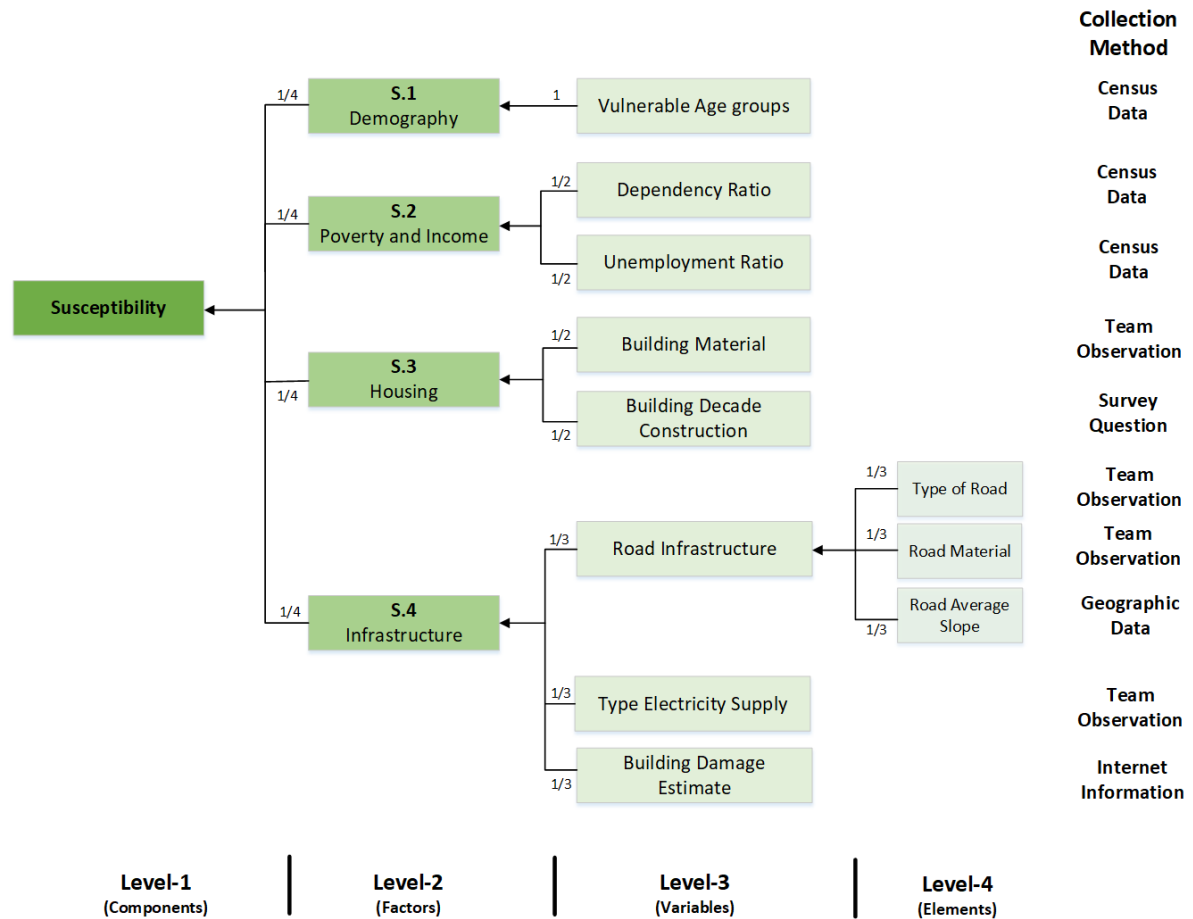 Collection
Method
1/4
S.1
Demography
1
Vulnerable Age groups
Census
Data
1/2
Dependency Ratio
Census
Data
1/4
S.2
Poverty and Income
1/2
Unemployment Ratio
Census
Data
Susceptibility
1/2
Building Material
Team
Observation
1/4
S.3
Housing
1/2
Building Decade
Construction
Survey
Question
1/3
Type of Road
Team
Observation
1/3
Road Infrastructure
1/3
Road Material
Team
Observation
1/4
S.4
Infrastructure
1/3
Road Average
Slope
Geographic
Data
1/3
Type Electricity Supply
Team
Observation
1/3
Building Damage
Estimate
Internet
Information
Level-1
(Components)
Level-2
(Factors)
Level-3
(Variables)
Level-4
(Elements)